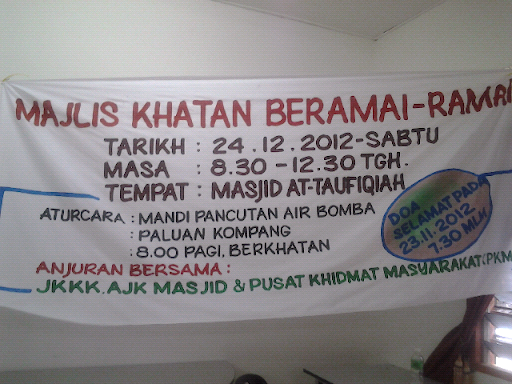 MAJLIS KHATAN BERAMAI-RAMAI
TARIKH : 24.12.2012-SABTU
MASA : 8.30-12.30 TGH.
TEMPAT : MASJID AT-TAUFIQIAH
ATURCARA : MANDI PANCUTAN AIR BOMBA
: PALUAN KOMPANG
: 8.00 PAGI, BERKHATAN
DOA
SELAMAT PADA
23.11.2012
7.30 MLM
ANJURAN BERSAMA :
JKKK.AJK MASJID & PUSAT KHIDMAT MASYARAKAT(PKM